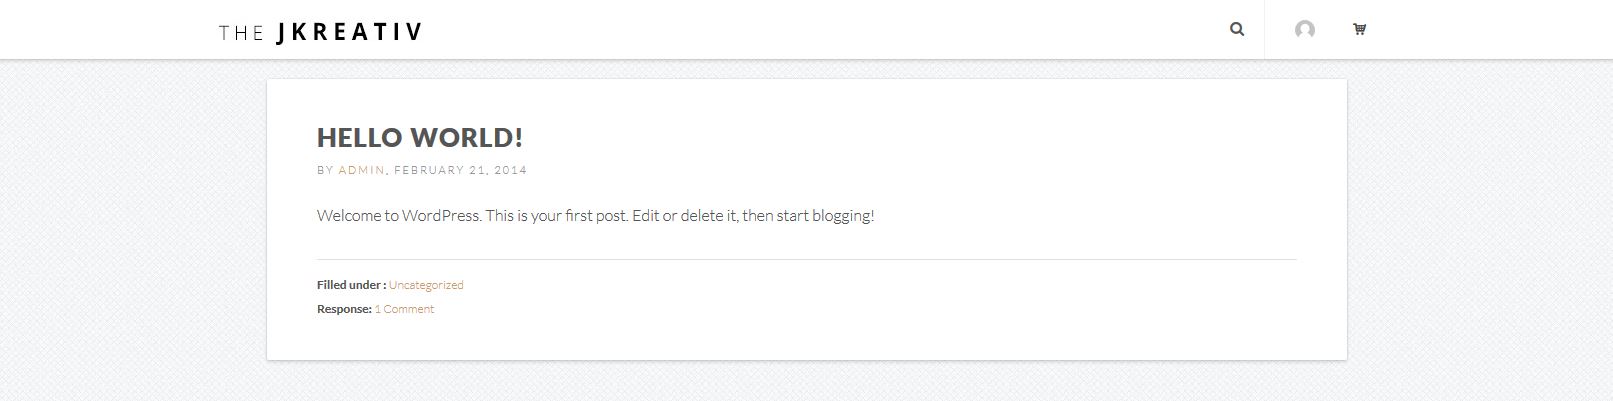 THE JKREATIV
HELLO WORLD!
BY ADMIN, FEBRUARY 21, 2014
Welcome to WordPress. This is your first post. Edit or delete it, then start blogging!
Filled under : Uncategorized
Response: 1 Comment